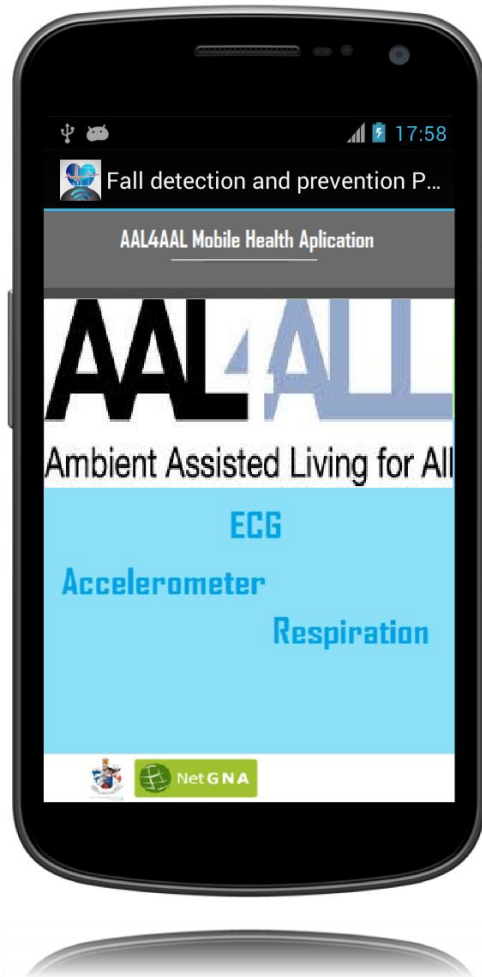 17:58
Fall detection and prevention P...
AAL4AAL Mobile Health Aplication
AAL4ALL
Ambient Assisted Living for All
ECG
Accelerometer
Respiration
NetGNA